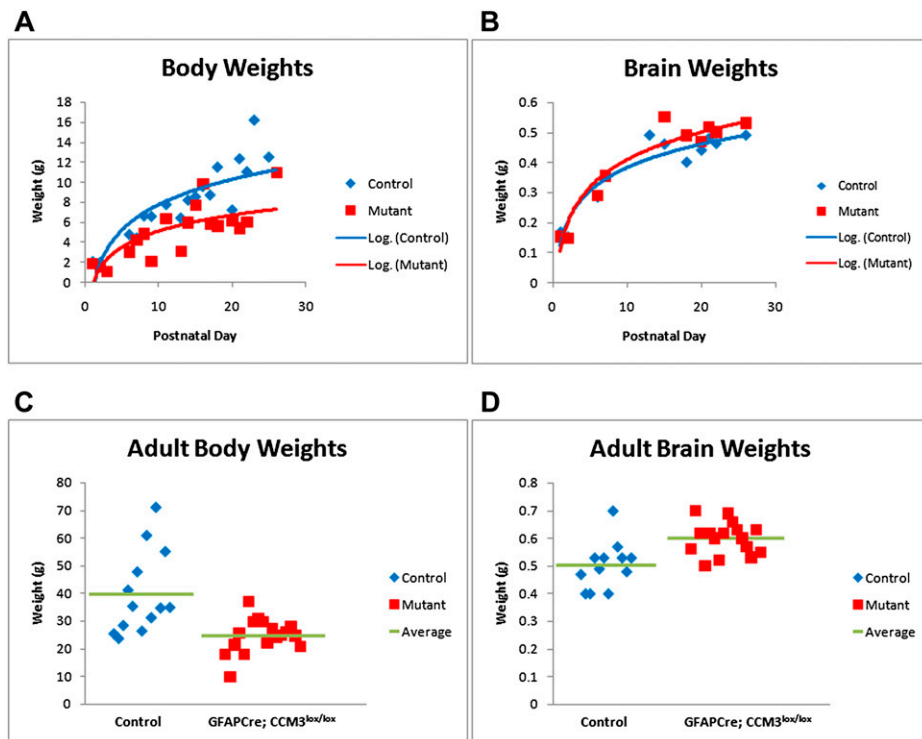 A
Body Weights
18
16
14
12
10
8
6
4
2
0
0 10 20 30
Weight (g)
Postnatal Day
Control
Mutant
Log. (Control)
Log. (Mutant)
B
Brain Weights
0.6
0.5
0.4
0.3
0.2
0.1
0
0 10 20 30
Weight (g)
Postnatal Day
Control
Mutant
Log. (Control)
Log. (Mutant)
C
Adult Body Weights
80
70
60
50
40
30
20
10
0
Weight (g)
Control GFAPCre; CCM3lox/lox
Control
Mutant
Average
D
Adult Brain Weights
0.8
0.7
0.6
0.5
0.4
0.3
0.2
0.1
0
Weight (g)
Control GFAPCre; CCM3lox/lox
Control
Mutant
Average